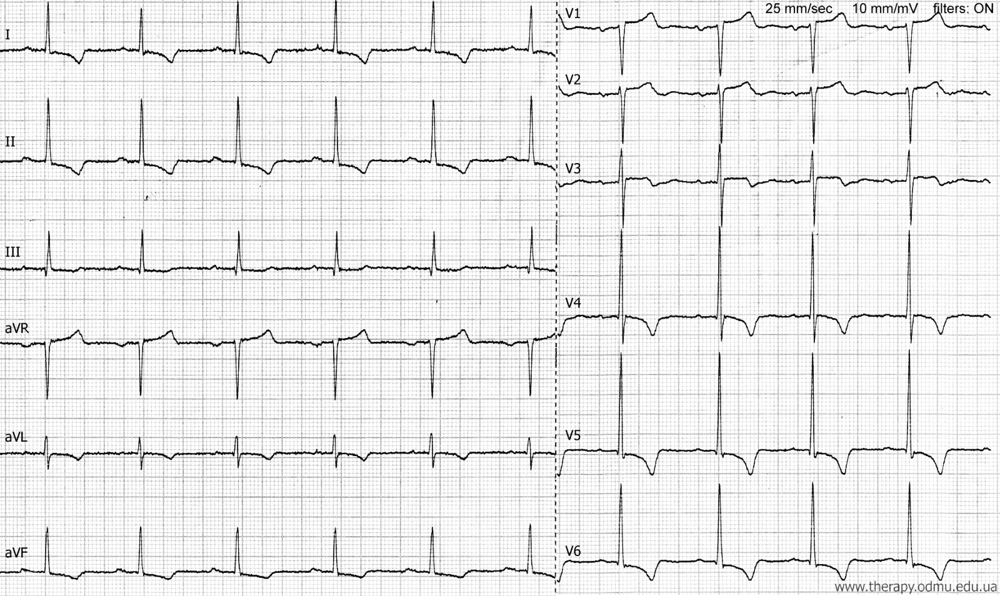 25 mm/sec 10 mm/mV filters: ON
I
II
III
aVR
aVL
aVF
V1
V2
V3
V4
V5
V6
www.therapy.odmu.edu.ua